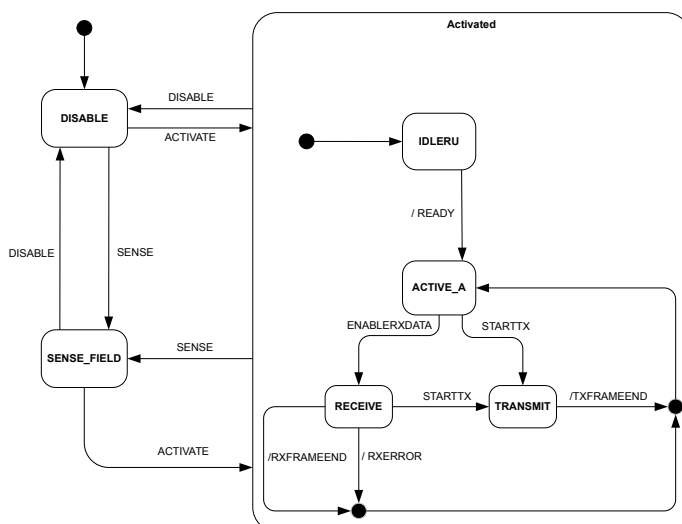 Activated
DISABLE
DISABLE
ACTIVATE
IDLERU
/ READY
DISABLE
SENSE
ACTIVE_A
ENABLERXDATA
STARTTX
SENSE
SENSE_FIELD
RECEIVE
STARTTX
TRANSMIT
/TXFRAMEEND
ACTIVATE
/RXFRAMEEND
/ RXERROR